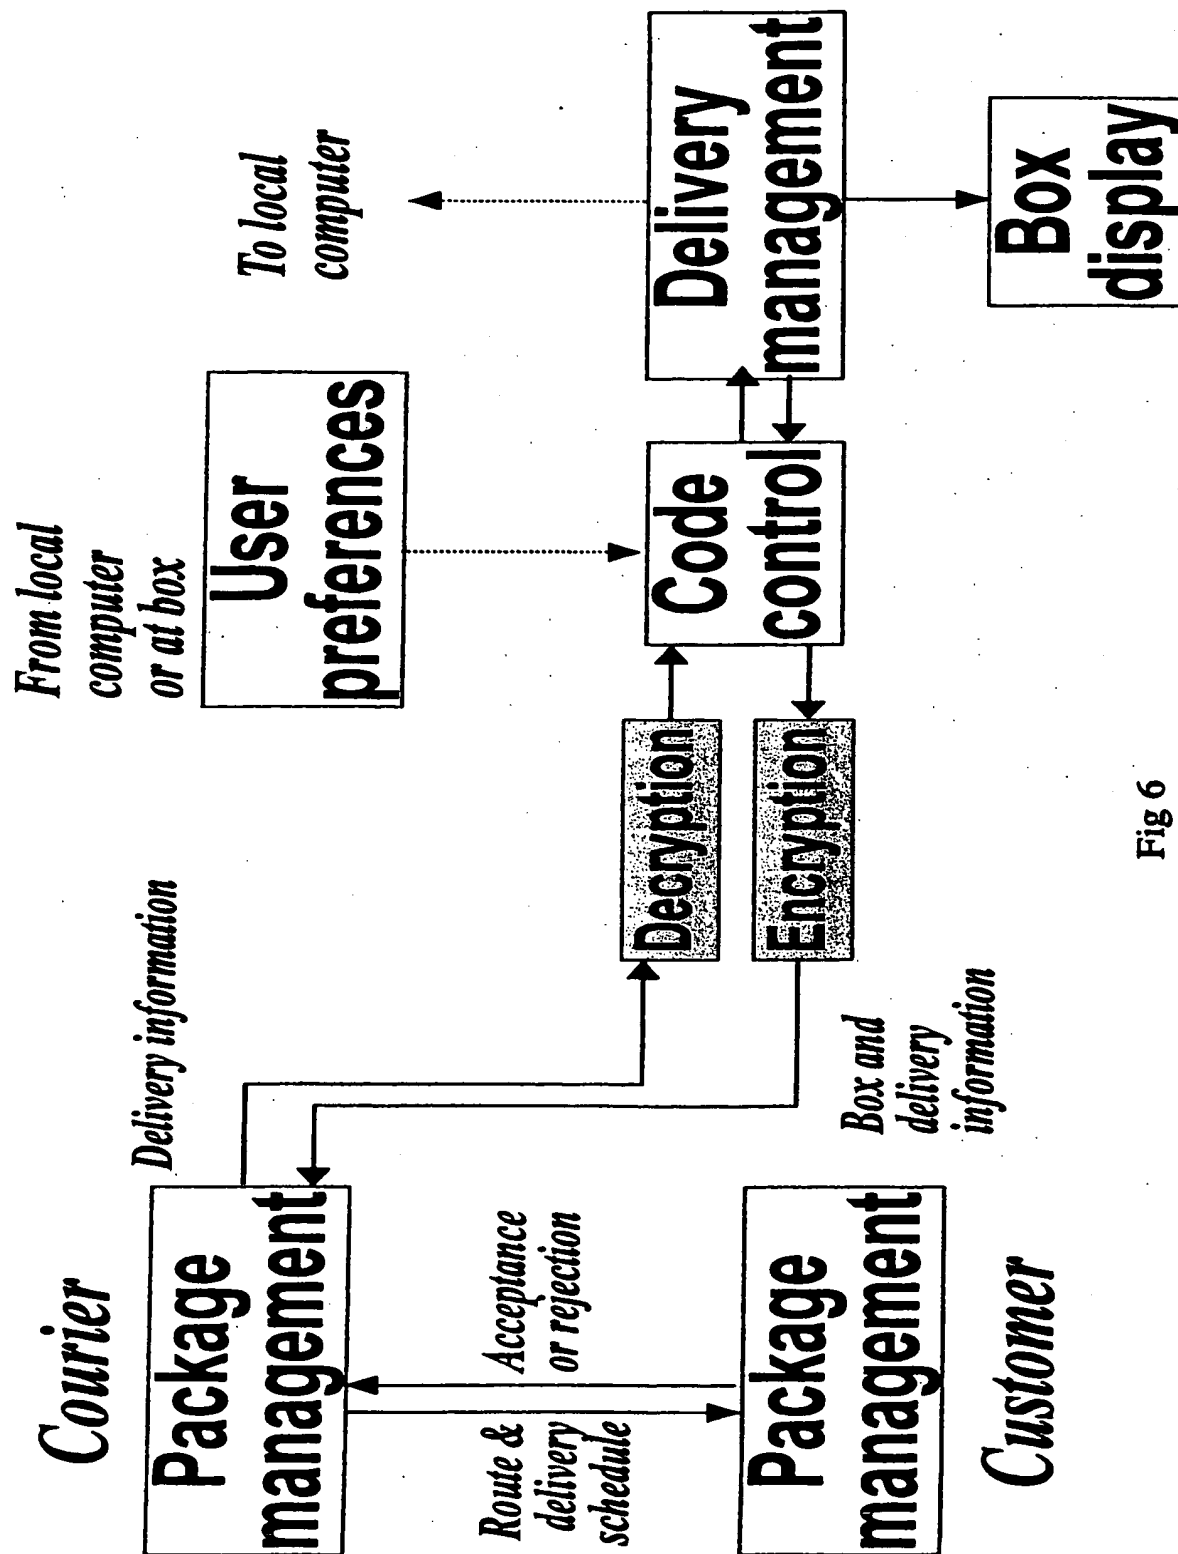 Courier
Package
management
Delivery information
From local
computer
or at box
User
preferences
To local
computer
Route &
delivery
schedule
Acceptance
or rejection
Decryption
Encryption
Code
control
Delivery
management
Customer
Package
management
Box and
delivery
information
Box
display
Fig 6